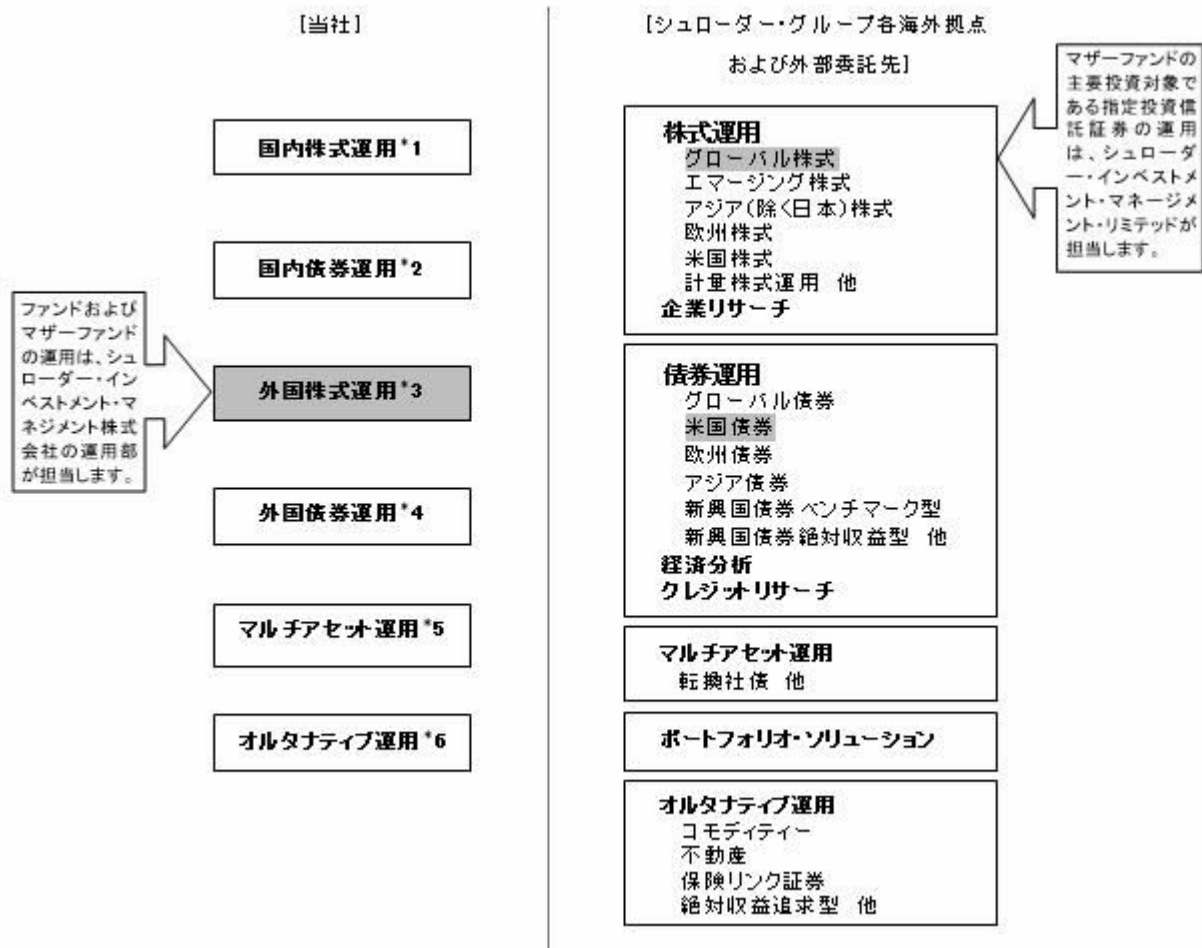 [当社]
国内株式運用*1
国内債券運用*2
ファンドおよび
マザーファンド
の運用は、シュ
ローダー・イン
ベストメント・マ
ネジメント株式
会社の運用部
が担当します。
外国株式運用*3
外国債券運用*4
マルチアセット運用*5
オルタナティブ運用*6
[シュローダー・グループ各海外拠点
および外部委託先]
マザーファンドの
主要投資対象で
ある指定投資信
託証券の運用
は、シュローダ
ー・インベストメ
ント・マネージメ
ント・リミテッドが
担当します。
株式運用
グローバル株式
エマージング株式
アジア(除く日本)株式
欧州株式
米国株式
計量株式運用 他
企業リサーチ
債券運用
グローバル債券
米国債券
欧州債券
アジア債券
新興国債券ベンチマーク型
新興国債券絶対収益型 他
経済分析
クレジットリサーチ
マルチアセット運用
転換社債 他
ポートフォリオ・ソリューション
オルタナティブ運用
コモディティー
不動産
保険リンク証券
絶対収益追求型 他